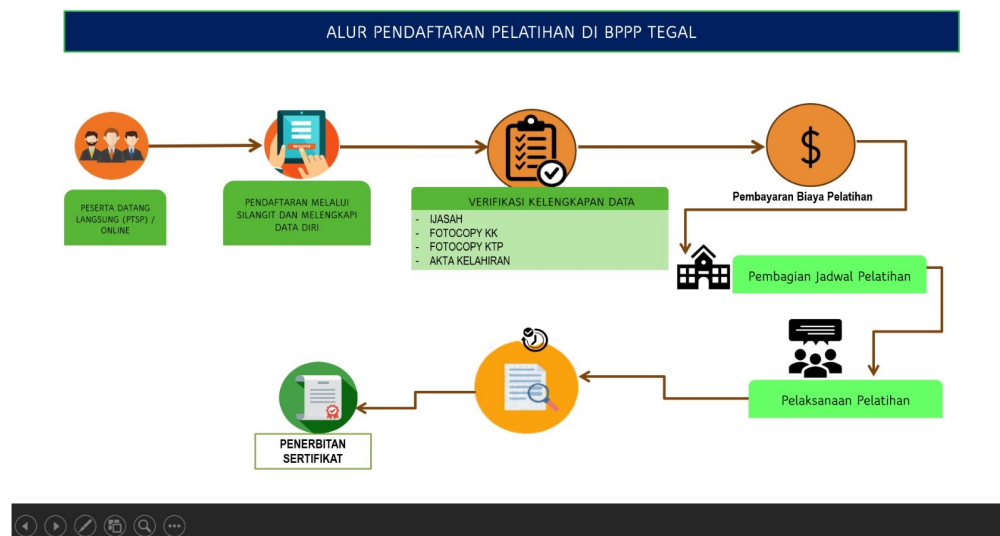 ALUR PENDAFTARAN PELATIHAN DI BPPP TEGAL
PESERTA DATANG
LANGSUNG (PTSP) /
ONLINE
PENDAFTARAN MELALUI
SILANGIT DAN MELENGKAPI
DATA DIRI
VERIFIKASI KELENGKAPAN DATA
- IJASAH
- FOTOCOPY KK
- FOTOCOPY KTP
- AKTA KELAHIRAN
$
Pembayaran Biaya Pelatihan
Pembagian Jadwal Pelatihan
Pelaksanaan Pelatihan
PENERBITAN
SERTIFIKAT